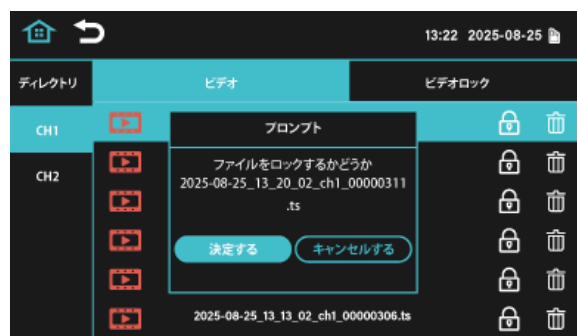 13:22 2025-08-25
ディレクトリ ビデオ ビデオロック
CH1
CH2
プロンプト
ファイルをロックするかどうか
2025-08-25_13_20_02_ch1_00000311
.ts
決定する キャンセルする
2025-08-25_13_13_02_ch1_00000306.ts